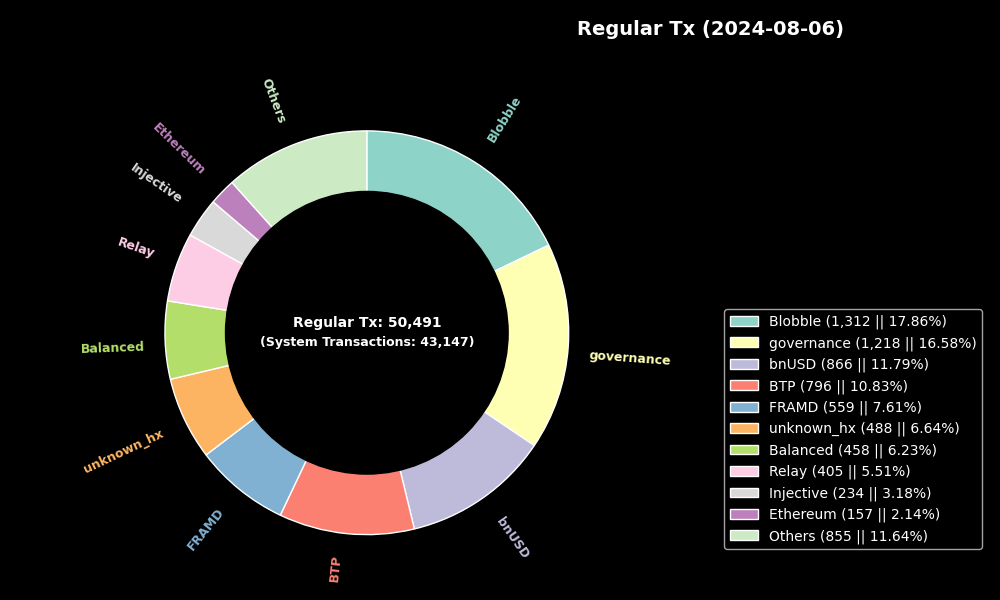 Regular Tx (2024-08-06)
Others
Blobble
Ethereum
Injective
Relay
Balanced
governance
unknown_hx
FRAMD
BTP
bnUSD
Regular Tx: 50,491
(System Transactions: 43,147)
Blobble (1,312 || 17.86%)
governance (1,218 || 16.58%)
bnUSD (866 || 11.79%)
BTP (796 || 10.83%)
FRAMD (559 || 7.61%)
unknown_hx (488 || 6.64%)
Balanced (458 || 6.23%)
Relay (405 || 5.51%)
Injective (234 || 3.18%)
Ethereum (157 || 2.14%)
Others (855 || 11.64%)